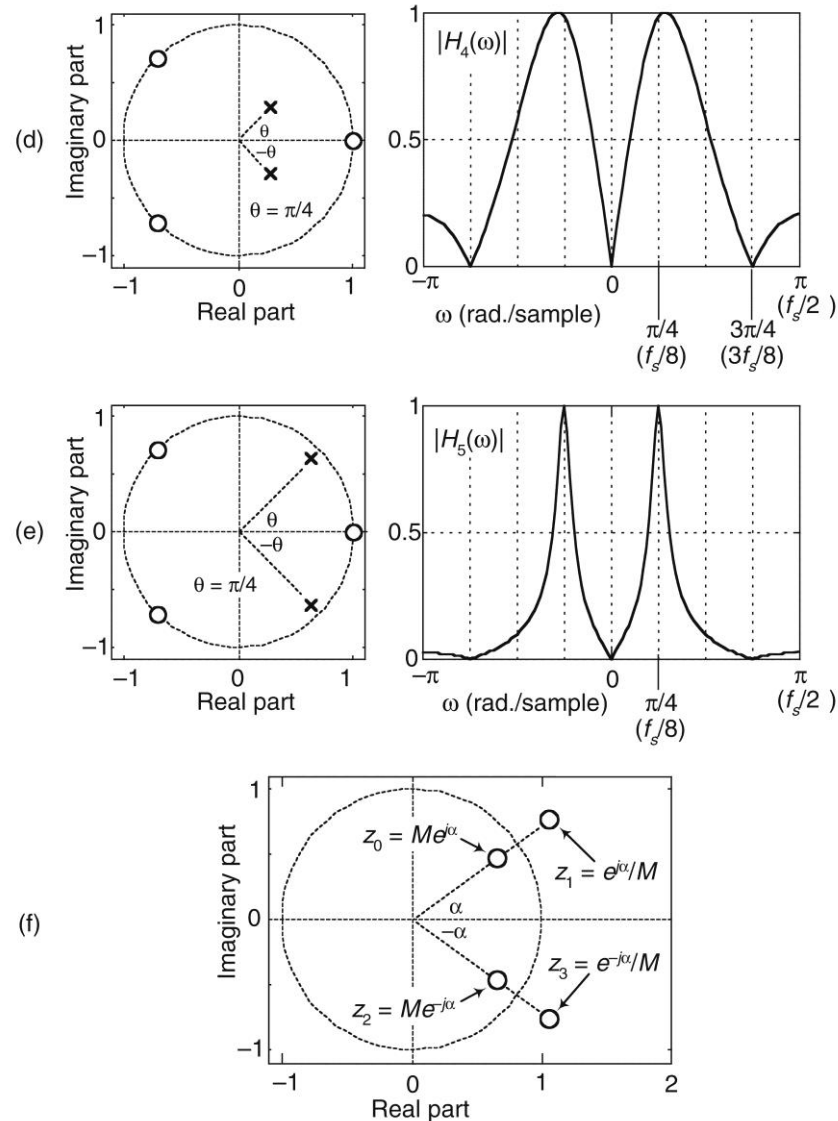 (d)
Imaginary part
1
0
−1
θ
−θ
θ = π/4
−1
0
1
Real part
|H₄(ω)|
1
0.5
0
−π
0
π
ω (rad./sample)
(fₛ/2)
π/4
(fₛ/8)
3π/4
(3fₛ/8)
(e)
Imaginary part
1
0
−1
θ
−θ
θ = π/4
−1
0
1
Real part
|H₅(ω)|
1
0.5
0
−π
0
π
ω (rad./sample)
(fₛ/2)
π/4
(fₛ/8)
(f)
Imaginary part
1
0
−1
z₀ = Me^{jα}
z₁ = e^{jα}/M
α
−α
z₃ = e^{−jα}/M
z₂ = Me^{−jα}
−1
0
1
2
Real part